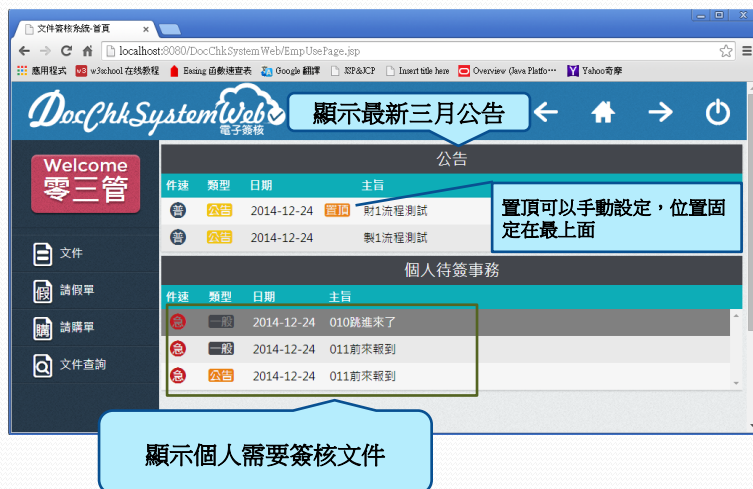 文件簽核系統-首頁
localhost:8080/DocChkSystemWeb/EmpUsePage.jsp
應用程式 w3school 在线教程 Easing 函數速查表 Google 翻譯 XP&JCP Insert title here Overview (Java Platfo… Yahoo奇摩
DocChkSystemWeb
電子簽核
顯示最新三月公告
Welcome
零三管
文件
假 請假單
購 請購單
文件查詢
公告
件速 類型 日期 主旨
普 公告 2014-12-24 置頂 財1流程測試
普 公告 2014-12-24 製1流程測試
置頂可以手動設定，位置固
定在最上面
個人待簽事務
件速 類型 日期 主旨
急 一般 2014-12-24 010跳進來了
急 一般 2014-12-24 011前來報到
急 公告 2014-12-24 011前來報到
顯示個人需要簽核文件